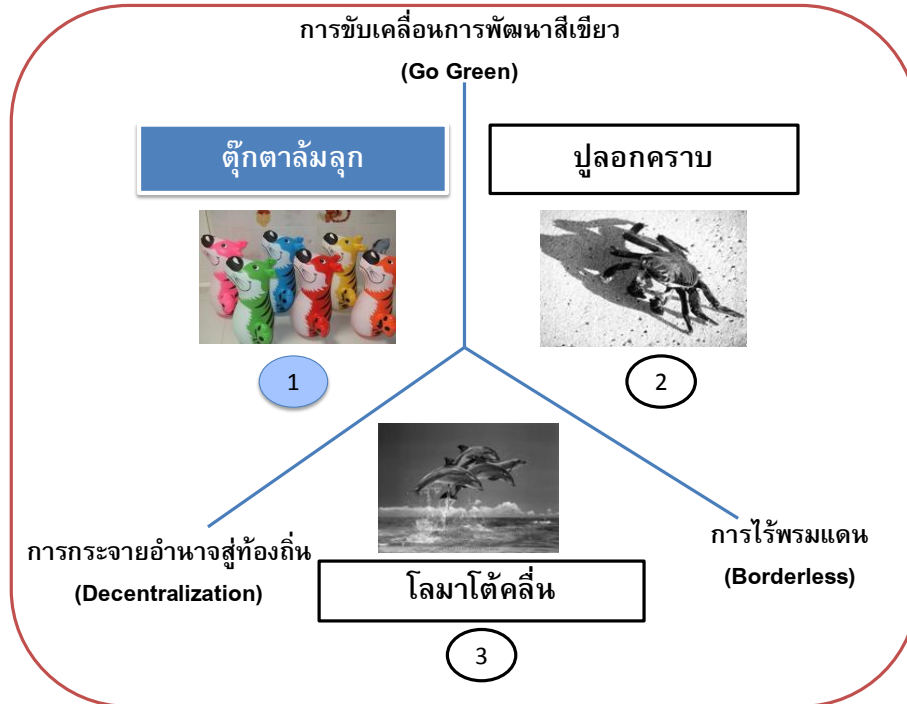 การขับเคลื่อนการพัฒนาสีเขียว
(Go Green)
ตุ๊กตาล้มลุก
ปูลอกคราบ
1
2
การกระจายอำนาจสู่ท้องถิ่น
(Decentralization)
การไร้พรมแดน
(Borderless)
โลมาโต้คลื่น
3